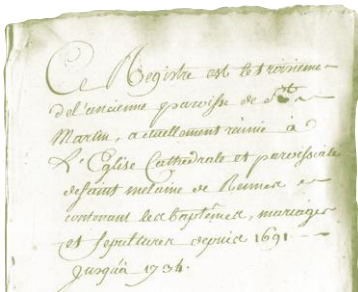 Ce Registre est le troisieme
de l'ancienne paroisse de St
Martin, actuellement réunie à
L'Eglise Cathedrale et paroissiale
de saint melaine de Rennes
contenant les baptêmes, mariages
et sepultures depuis 1691
jusqu'à 1734.